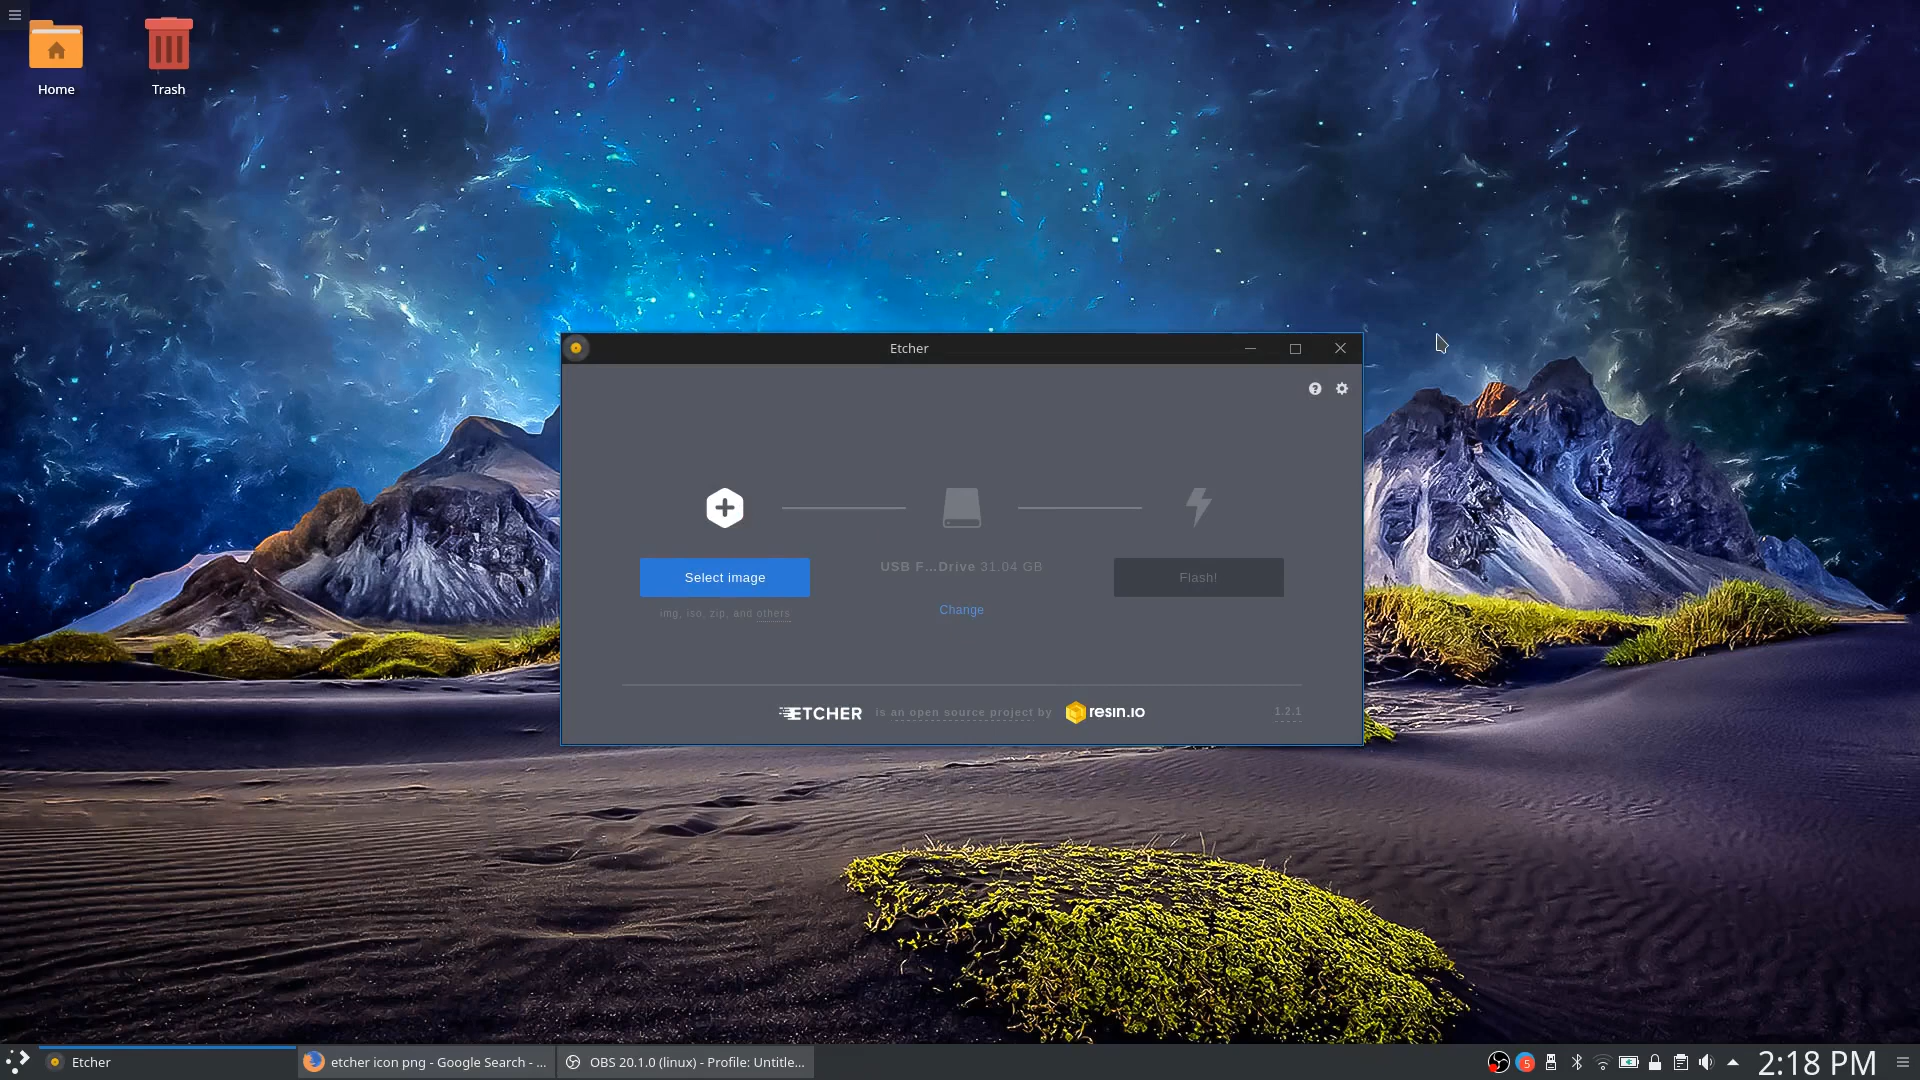 Home
Trash
Etcher
Select image
img, iso, zip, and others
USB F...Drive 31.04 GB
Change
Flash!
ETCHER is an open source project by resin.io
1.2.1
Etcher
etcher icon png - Google Search - ...
OBS 20.1.0 (linux) - Profile: Untitle...
5
2:18 PM